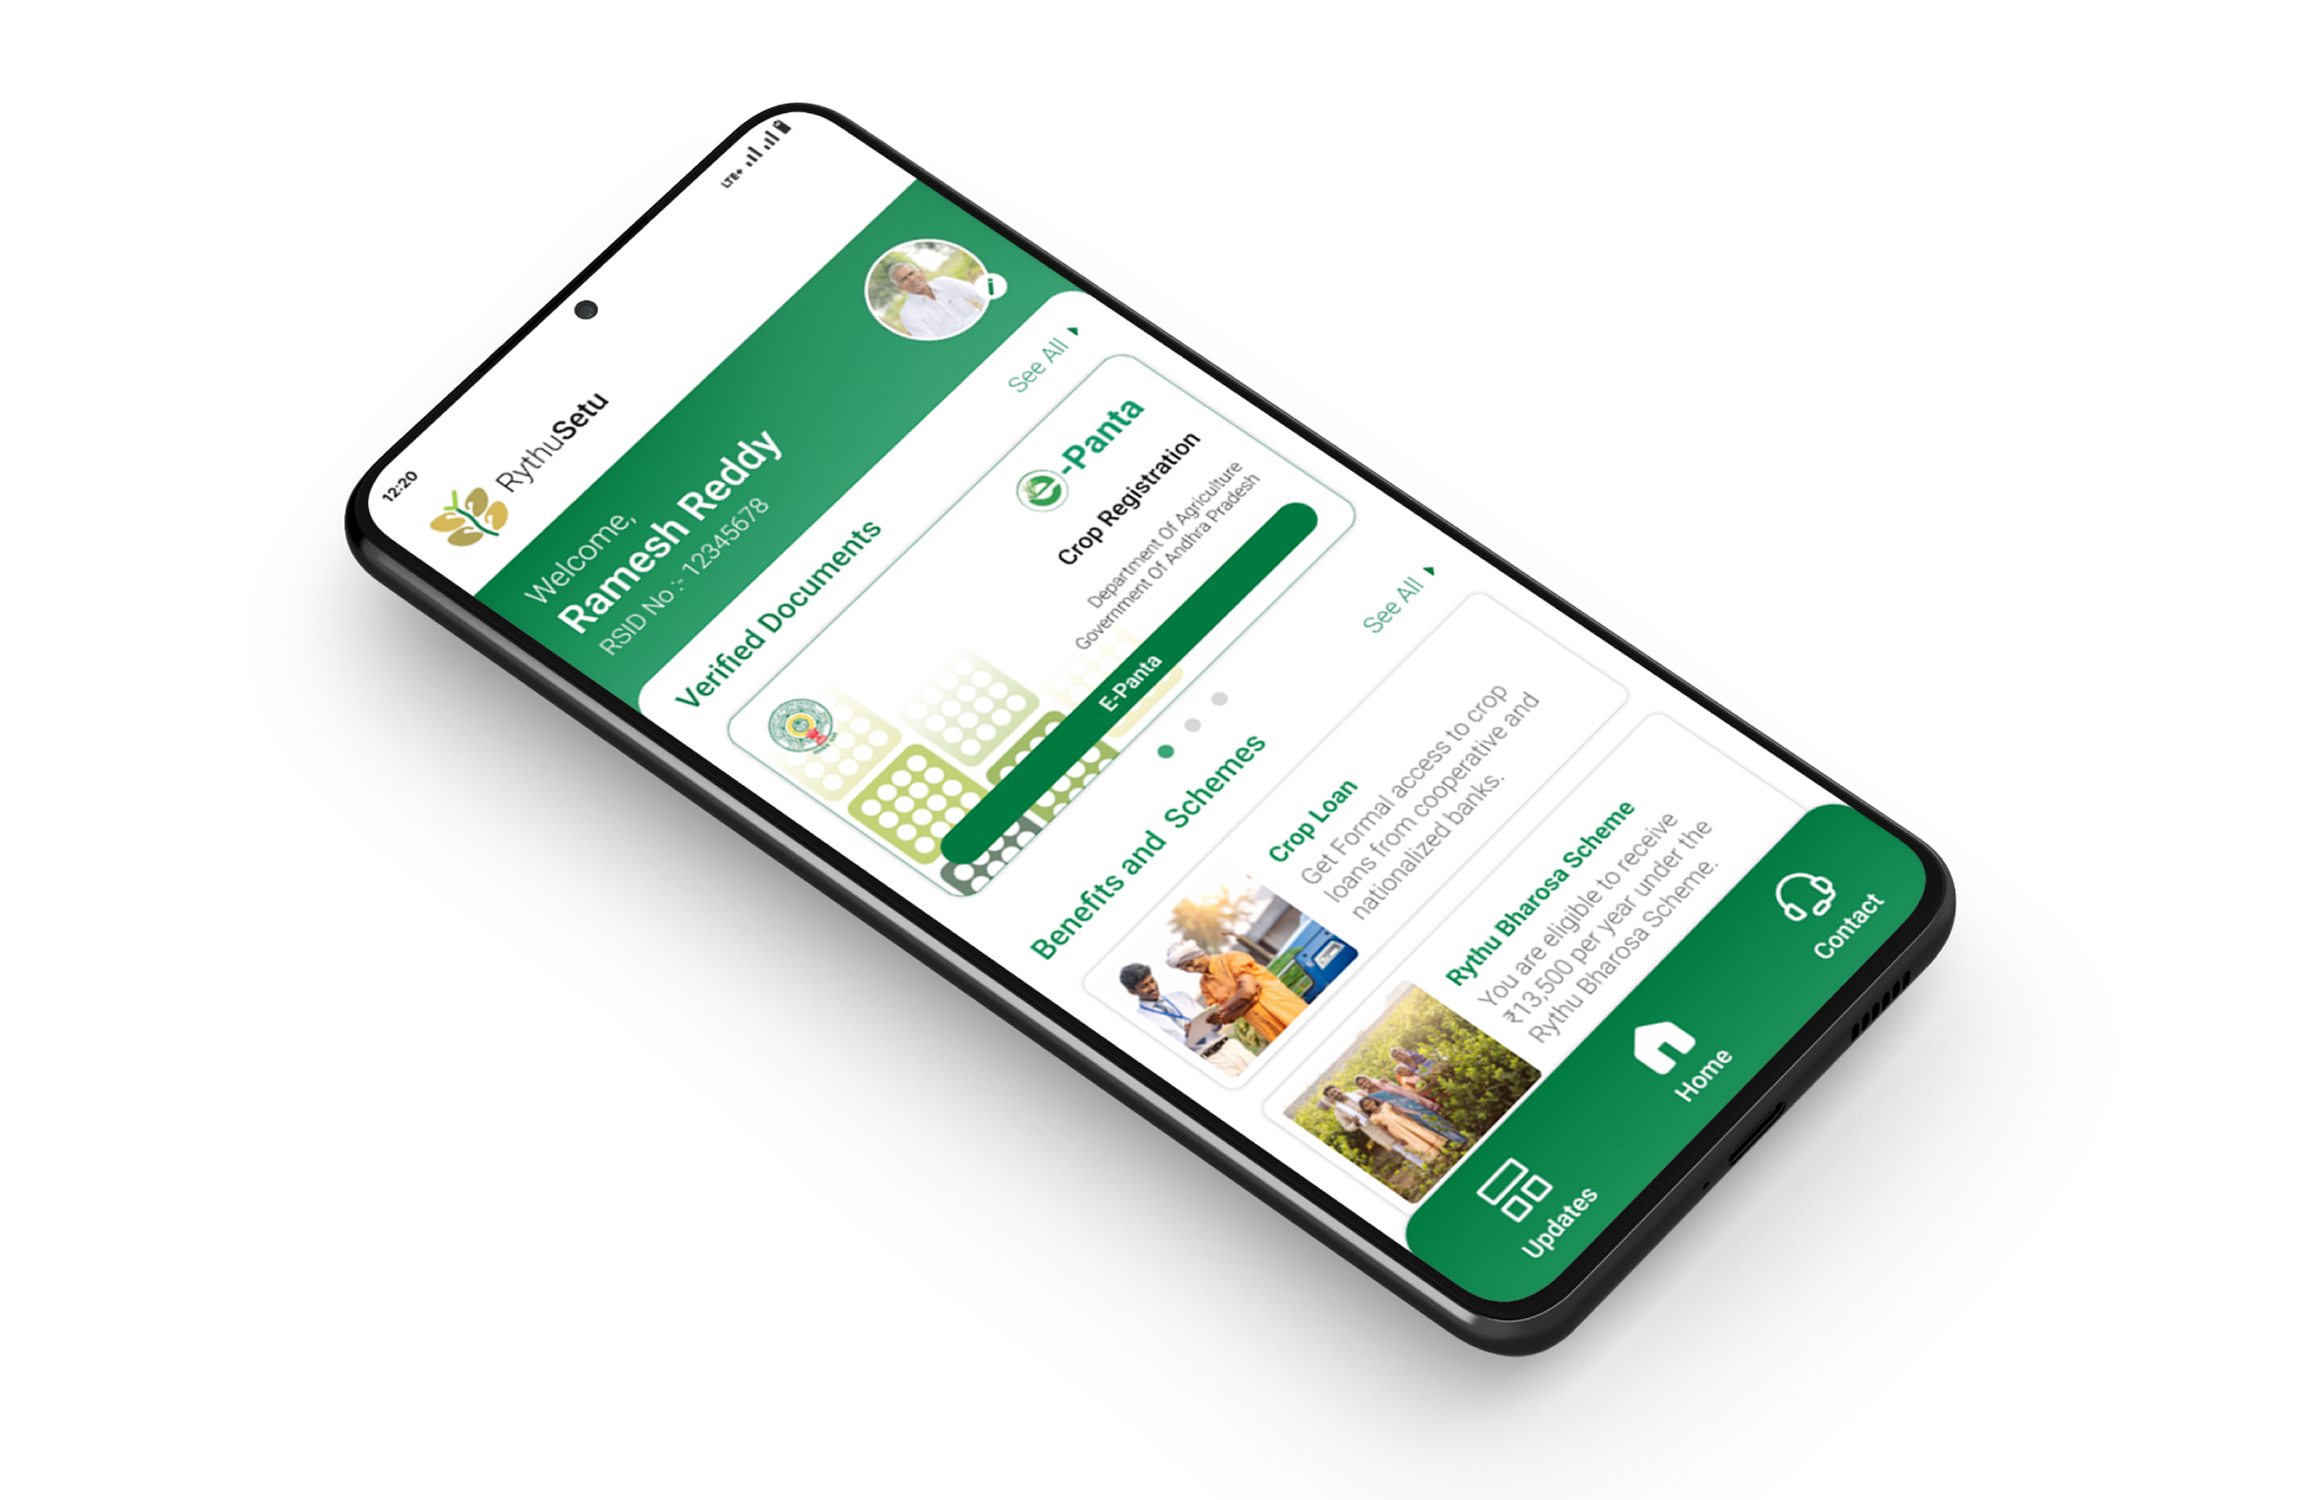 12:20
LTE+
RythuSetu
Welcome,
Ramesh Reddy
RSID No :- 12345678
Verified Documents
See All
e-Panta
Crop Registration
Department Of Agriculture
Government Of Andhra Pradesh
E-Panta
Benefits and Schemes
See All
Crop Loan
Get Formal access to crop
loans from cooperative and
nationalized banks.
Rythu Bharosa Scheme
You are eligible to receive
₹13,500 per year under the
Rythu Bharosa Scheme.
Updates
Home
Contact